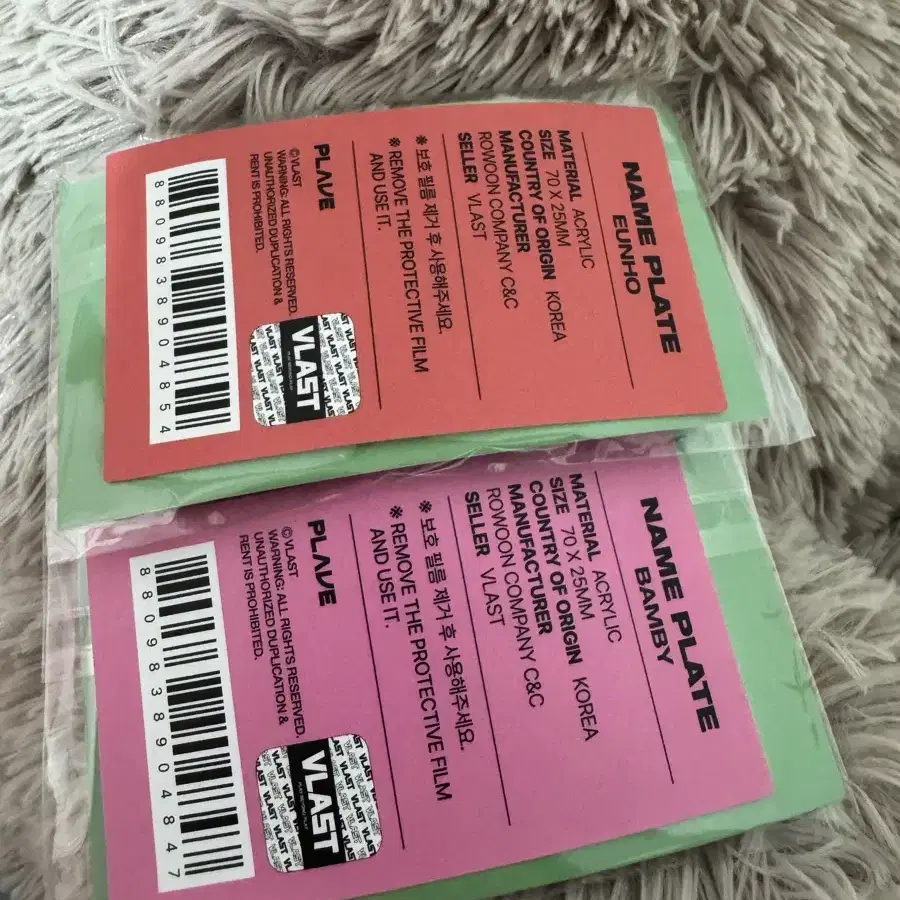 NAME PLATE
EUNHO
MATERIAL ACRYLIC
SIZE 70 X 25MM
COUNTRY OF ORIGIN KOREA
MANUFACTURER
ROWOON COMPANY C&C
SELLER VLAST
※ 보호 필름 제거 후 사용해주세요.
※ REMOVE THE PROTECTIVE FILM
AND USE IT.
PLAVE
© VLAST
WARNING: ALL RIGHTS RESERVED.
UNAUTHORIZED DUPLICATION &
RENT IS PROHIBITED.
VLAST
8809838904854
NAME PLATE
BAMBY
MATERIAL ACRYLIC
SIZE 70 X 25MM
COUNTRY OF ORIGIN KOREA
MANUFACTURER
ROWOON COMPANY C&C
SELLER VLAST
※ 보호 필름 제거 후 사용해주세요.
※ REMOVE THE PROTECTIVE FILM
AND USE IT.
PLAVE
© VLAST
WARNING: ALL RIGHTS RESERVED.
UNAUTHORIZED DUPLICATION &
RENT IS PROHIBITED.
VLAST
8809838904847